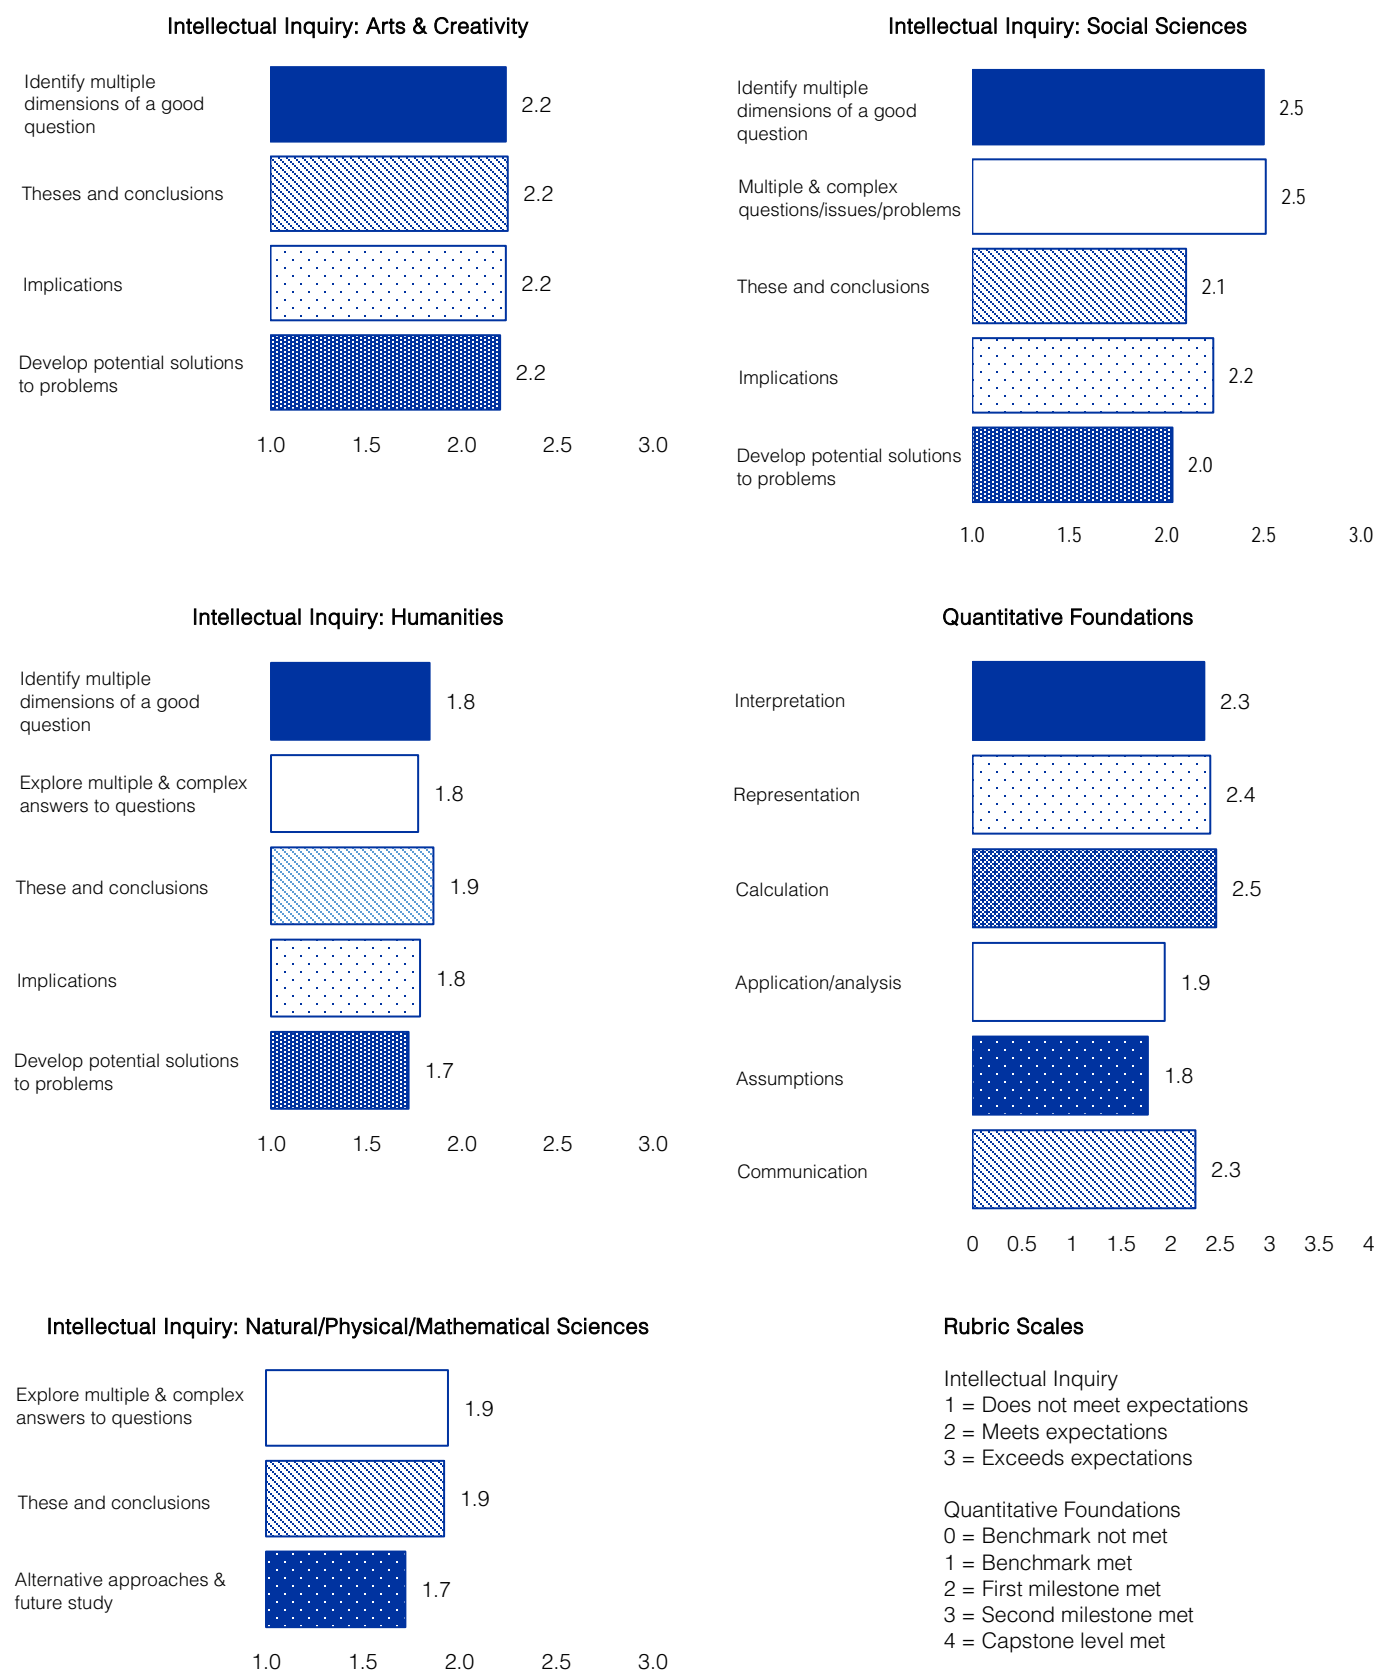 Intellectual Inquiry: Arts & Creativity
Identify multiple
dimensions of a good
question
2.2
Theses and conclusions
2.2
Implications
2.2
Develop potential solutions
to problems
2.2
1.0 1.5 2.0 2.5 3.0
Intellectual Inquiry: Social Sciences
Identify multiple
dimensions of a good
question
2.5
Multiple & complex
questions/issues/problems
2.5
These and conclusions
2.1
Implications
2.2
Develop potential solutions
to problems
2.0
1.0 1.5 2.0 2.5 3.0
Intellectual Inquiry: Humanities
Identify multiple
dimensions of a good
question
1.8
Explore multiple & complex
answers to questions
1.8
These and conclusions
1.9
Implications
1.8
Develop potential solutions
to problems
1.7
1.0 1.5 2.0 2.5 3.0
Quantitative Foundations
Interpretation
2.3
Representation
2.4
Calculation
2.5
Application/analysis
1.9
Assumptions
1.8
Communication
2.3
0 0.5 1 1.5 2 2.5 3 3.5 4
Intellectual Inquiry: Natural/Physical/Mathematical Sciences
Explore multiple & complex
answers to questions
1.9
These and conclusions
1.9
Alternative approaches &
future study
1.7
1.0 1.5 2.0 2.5 3.0
Rubric Scales
Intellectual Inquiry
1 = Does not meet expectations
2 = Meets expectations
3 = Exceeds expectations
Quantitative Foundations
0 = Benchmark not met
1 = Benchmark met
2 = First milestone met
3 = Second milestone met
4 = Capstone level met